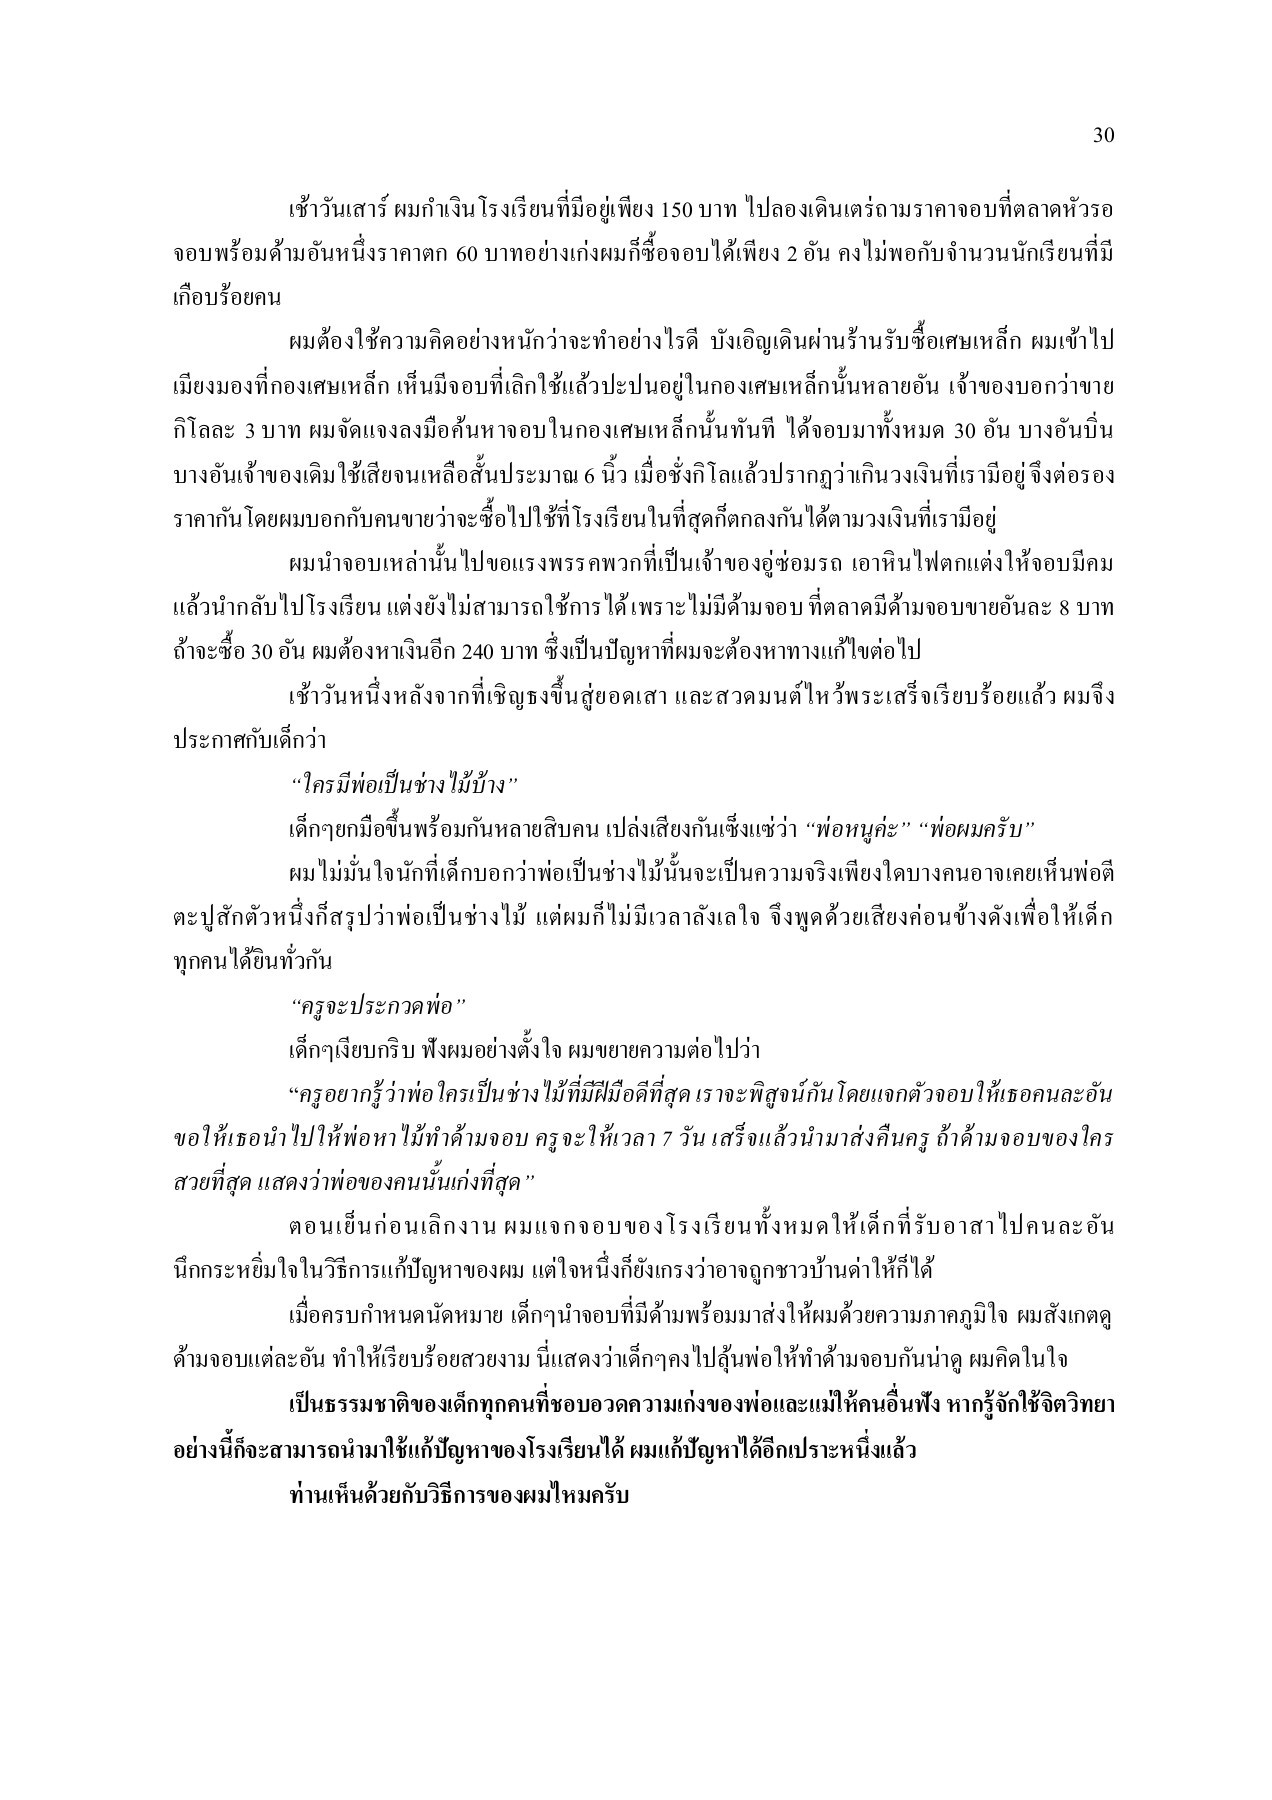 30
เช้าวันเสาร์ ผมกำเงินโรงเรียนที่มีอยู่เพียง 150 บาท ไปลองเดินเตร่ถามราคาจอบที่ตลาดหัวรอ
จอบพร้อมด้ามอันหนึ่งราคาตก 60 บาทอย่างเก่งผมก็ซื้อจอบได้เพียง 2 อัน คงไม่พอกับจำนวนนักเรียนที่มี
เกือบร้อยคน
ผมต้องใช้ความคิดอย่างหนักว่าจะทำอย่างไรดี บังเอิญเดินผ่านร้านรับซื้อเศษเหล็ก ผมเข้าไป
เมียงมองที่กองเศษเหล็ก เห็นมีจอบที่เลิกใช้แล้วปะปนอยู่ในกองเศษเหล็กนั้นหลายอัน เจ้าของบอกว่าขาย
กิโลละ 3 บาท ผมจัดแจงลงมือค้นหาจอบในกองเศษเหล็กนั้นทันที ได้จอบมาทั้งหมด 30 อัน บางอันบิ่น
บางอันเจ้าของเดิมใช้เสียจนเหลือสั้นประมาณ 6 นิ้ว เมื่อชั่งกิโลแล้วปรากฏว่าเกินวงเงินที่เรามีอยู่ จึงต่อรอง
ราคากันโดยผมบอกกับคนขายว่าจะซื้อไปใช้ที่โรงเรียนในที่สุดก็ตกลงกันได้ตามวงเงินที่เรามีอยู่
ผมนำจอบเหล่านั้นไปขอแรงพรรคพวกที่เป็นเจ้าของอู่ซ่อมรถ เอาหินไฟตกแต่งให้จอบมีคม
แล้วนำกลับไปโรงเรียน แต่งยังไม่สามารถใช้การได้ เพราะไม่มีด้ามจอบ ที่ตลาดมีด้ามจอบขายอันละ 8 บาท
ถ้าจะซื้อ 30 อัน ผมต้องหาเงินอีก 240 บาท ซึ่งเป็นปัญหาที่ผมจะต้องหาทางแก้ไขต่อไป
เช้าวันหนึ่งหลังจากที่เชิญธงขึ้นสู่ยอดเสา และสวดมนต์ไหว้พระเสร็จเรียบร้อยแล้ว ผมจึง
ประกาศกับเด็กว่า
“ใครมีพ่อเป็นช่างไม้บ้าง”
เด็กๆยกมือขึ้นพร้อมกันหลายสิบคน เปล่งเสียงกันเซ็งแซ่ว่า “พ่อหนูค่ะ” “พ่อผมครับ”
ผมไม่มั่นใจนักที่เด็กบอกว่าพ่อเป็นช่างไม้นั้นจะเป็นความจริงเพียงใดบางคนอาจเคยเห็นพ่อตี
ตะปูสักตัวหนึ่งก็สรุปว่าพ่อเป็นช่างไม้ แต่ผมก็ไม่มีเวลาลังเลใจ จึงพูดด้วยเสียงค่อนข้างดังเพื่อให้เด็ก
ทุกคนได้ยินทั่วกัน
“ครูจะประกวดพ่อ”
เด็กๆเงียบกริบ ฟังผมอย่างตั้งใจ ผมขยายความต่อไปว่า
“ครูอยากรู้ว่าพ่อใครเป็นช่างไม้ที่มีฝีมือดีที่สุด เราจะพิสูจน์กันโดยแจกตัวจอบให้เธอคนละอัน
ขอให้เธอนำไปให้พ่อหาไม้ทำด้ามจอบ ครูจะให้เวลา 7 วัน เสร็จแล้วนำมาส่งคืนครู ถ้าด้ามจอบของใคร
สวยที่สุด แสดงว่าพ่อของคนนั้นเก่งที่สุด”
ตอนเย็นก่อนเลิกงาน ผมแจกจอบของโรงเรียนทั้งหมดให้เด็กที่รับอาสาไปคนละอัน
นึกกระหยิ่มใจในวิธีการแก้ปัญหาของผม แต่ใจหนึ่งก็ยังเกรงว่าอาจถูกชาวบ้านด่าให้ก็ได้
เมื่อครบกำหนดนัดหมาย เด็กๆนำจอบที่มีด้ามพร้อมมาส่งให้ผมด้วยความภาคภูมิใจ ผมสังเกตดู
ด้ามจอบแต่ละอัน ทำให้เรียบร้อยสวยงาม นี่แสดงว่าเด็กๆคงไปลุ้นพ่อให้ทำด้ามจอบกันน่าดู ผมคิดในใจ
เป็นธรรมชาติของเด็กทุกคนที่ชอบอวดความเก่งของพ่อและแม่ให้คนอื่นฟัง หากรู้จักใช้จิตวิทยา
อย่างนี้ก็จะสามารถนำมาใช้แก้ปัญหาของโรงเรียนได้ ผมแก้ปัญหาได้อีกเปราะหนึ่งแล้ว
ท่านเห็นด้วยกับวิธีการของผมไหมครับ